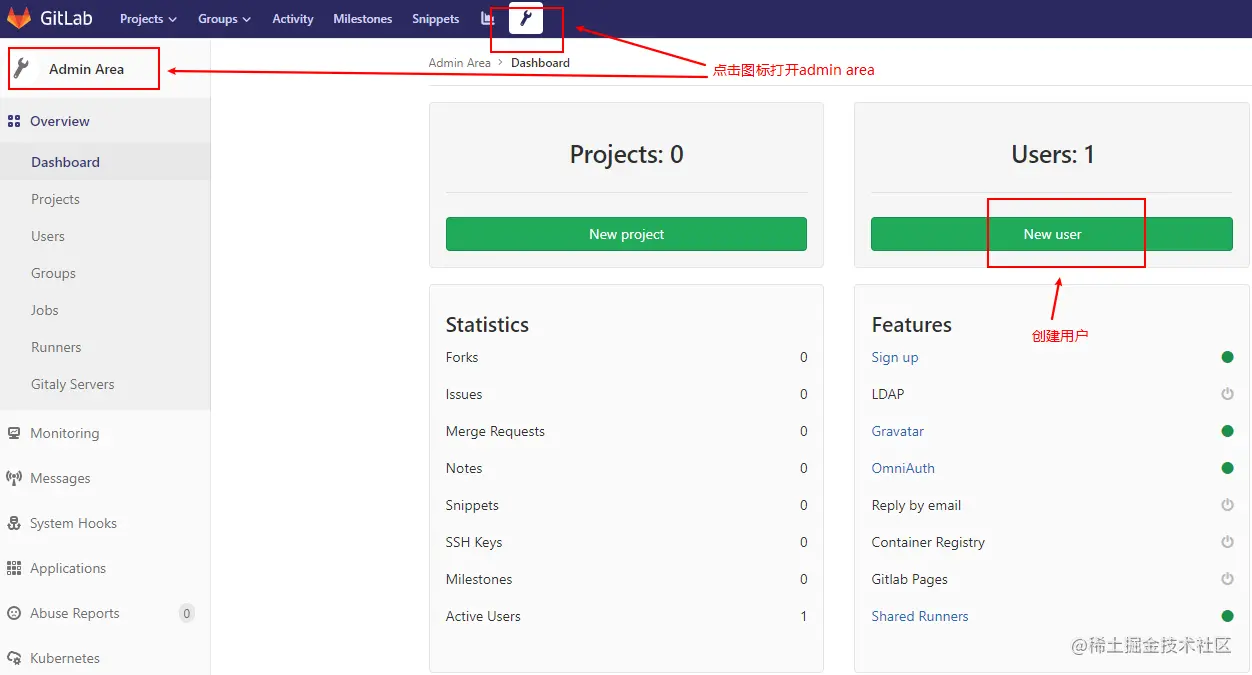 GitLab Projects Groups Activity Milestones Snippets
Admin Area
Admin Area > Dashboard
点击图标打开admin area
Overview
Dashboard
Projects
Users
Groups
Jobs
Runners
Gitaly Servers
Monitoring
Messages
System Hooks
Applications
Abuse Reports 0
Kubernetes
Projects: 0
New project
Users: 1
New user
创建用户
Statistics
Forks 0
Issues 0
Merge Requests 0
Notes 0
Snippets 0
SSH Keys 0
Milestones 0
Active Users 1
Features
Sign up
LDAP
Gravatar
OmniAuth
Reply by email
Container Registry
Gitlab Pages
Shared Runners
@稀土掘金技术社区